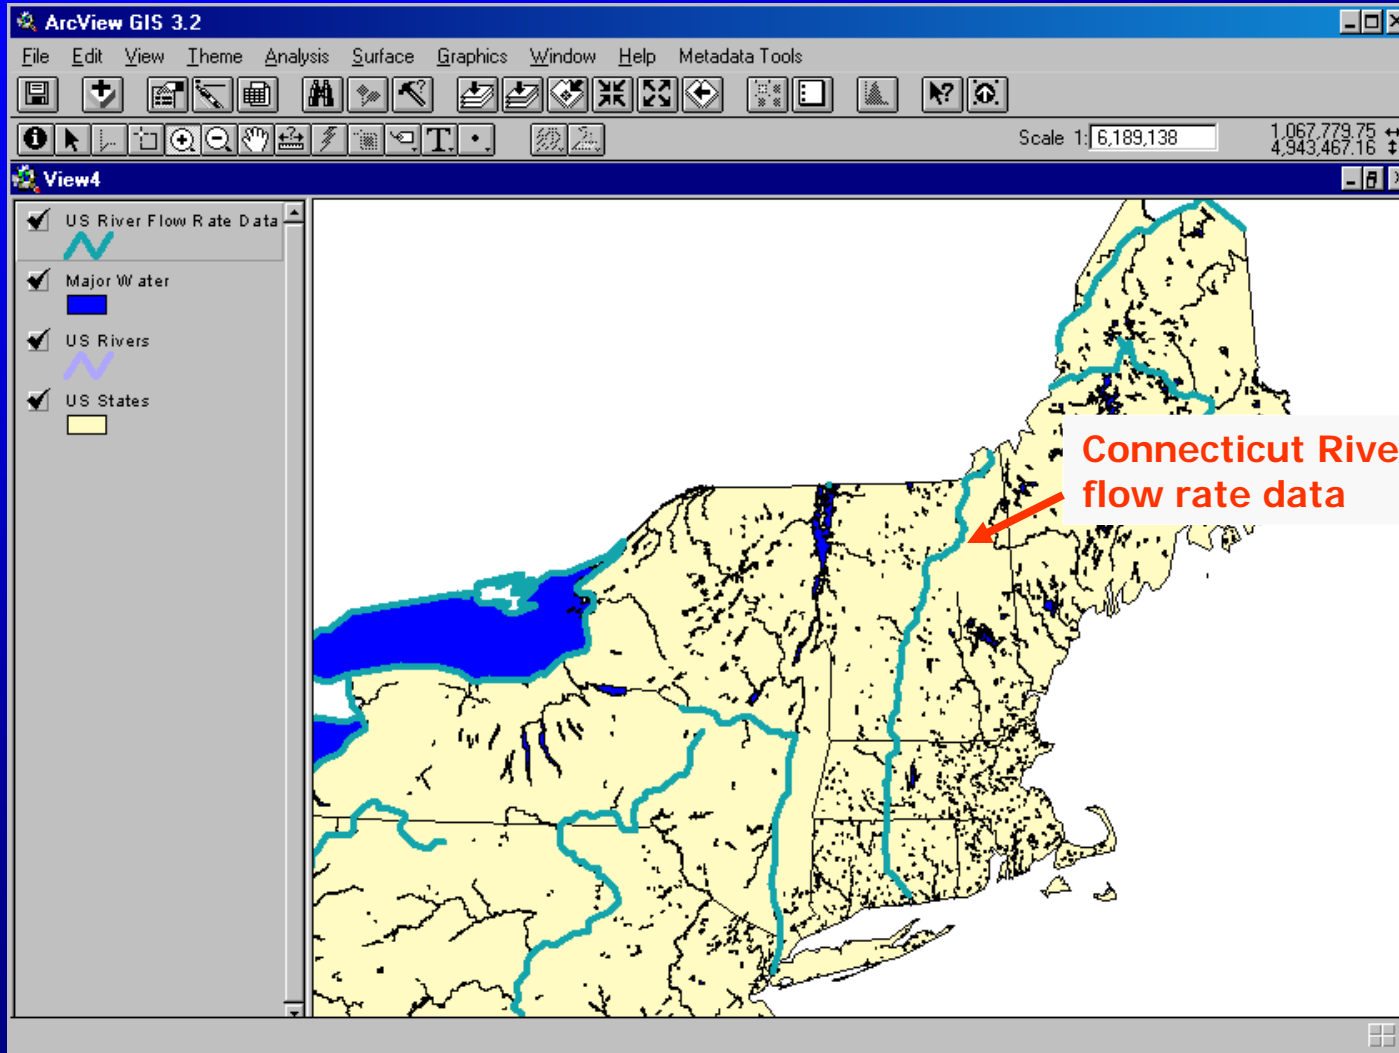 ArcView GIS 3.2
File Edit View Theme Analysis Surface Graphics Window Help Metadata Tools
Scale 1: 6,189,138
1,067,779.75
4,943,467.16
View4
US River Flow Rate Data
Major Water
US Rivers
US States
Connecticut Rive
flow rate data